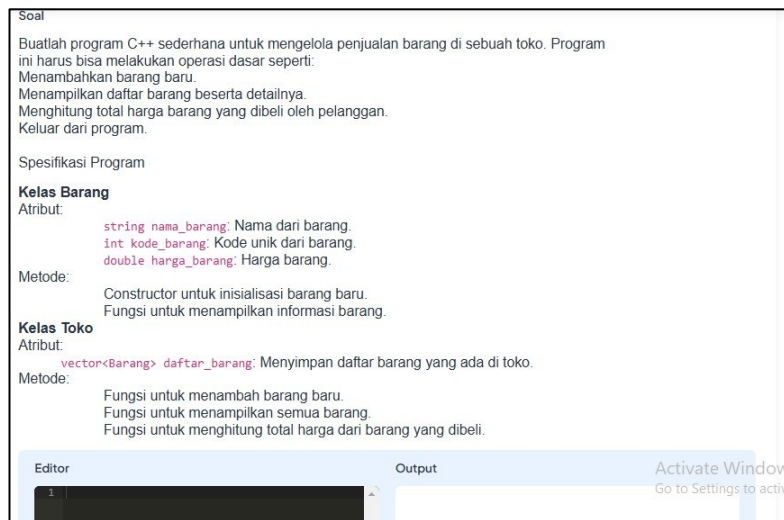 Soal
Buatlah program C++ sederhana untuk mengelola penjualan barang di sebuah toko. Program
ini harus bisa melakukan operasi dasar seperti:
Menambahkan barang baru.
Menampilkan daftar barang beserta detailnya.
Menghitung total harga barang yang dibeli oleh pelanggan.
Keluar dari program.
Spesifikasi Program
Kelas Barang
Atribut:
string nama_barang: Nama dari barang.
int kode_barang: Kode unik dari barang.
double harga_barang: Harga barang.
Metode:
Constructor untuk inisialisasi barang baru.
Fungsi untuk menampilkan informasi barang.
Kelas Toko
Atribut:
vector<Barang> daftar_barang: Menyimpan daftar barang yang ada di toko.
Metode:
Fungsi untuk menambah barang baru.
Fungsi untuk menampilkan semua barang.
Fungsi untuk menghitung total harga dari barang yang dibeli.
Editor
Output
1
Activate Window
Go to Settings to activ